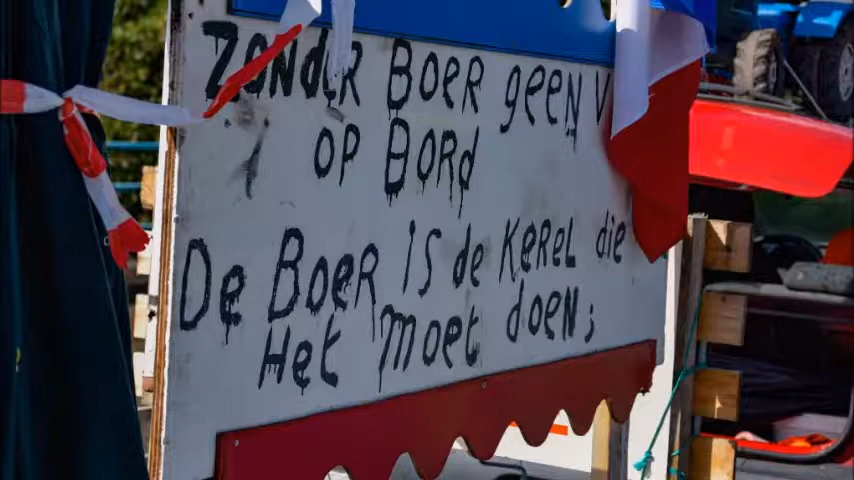 ZONDER BOER geen
OP BORd
De BOER IS de KEREL die
Het moet doen;